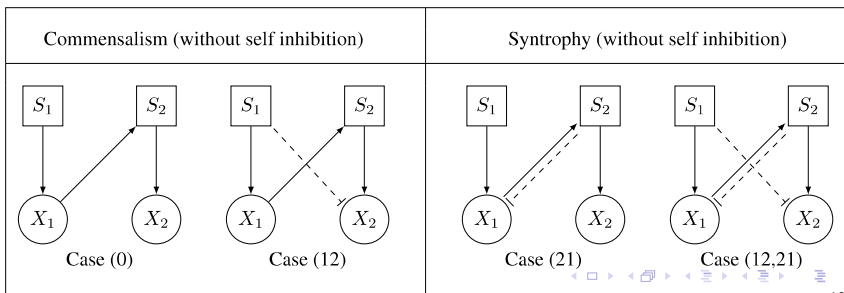 Commensalism (without self inhibition) Syntrophy (without self inhibition)
S₁ S₂ S₁ S₂ S₁ S₂ S₁ S₂
X₁ X₂ X₁ X₂ X₁ X₂ X₁ X₂
Case (0) Case (12) Case (21) Case (12,21)